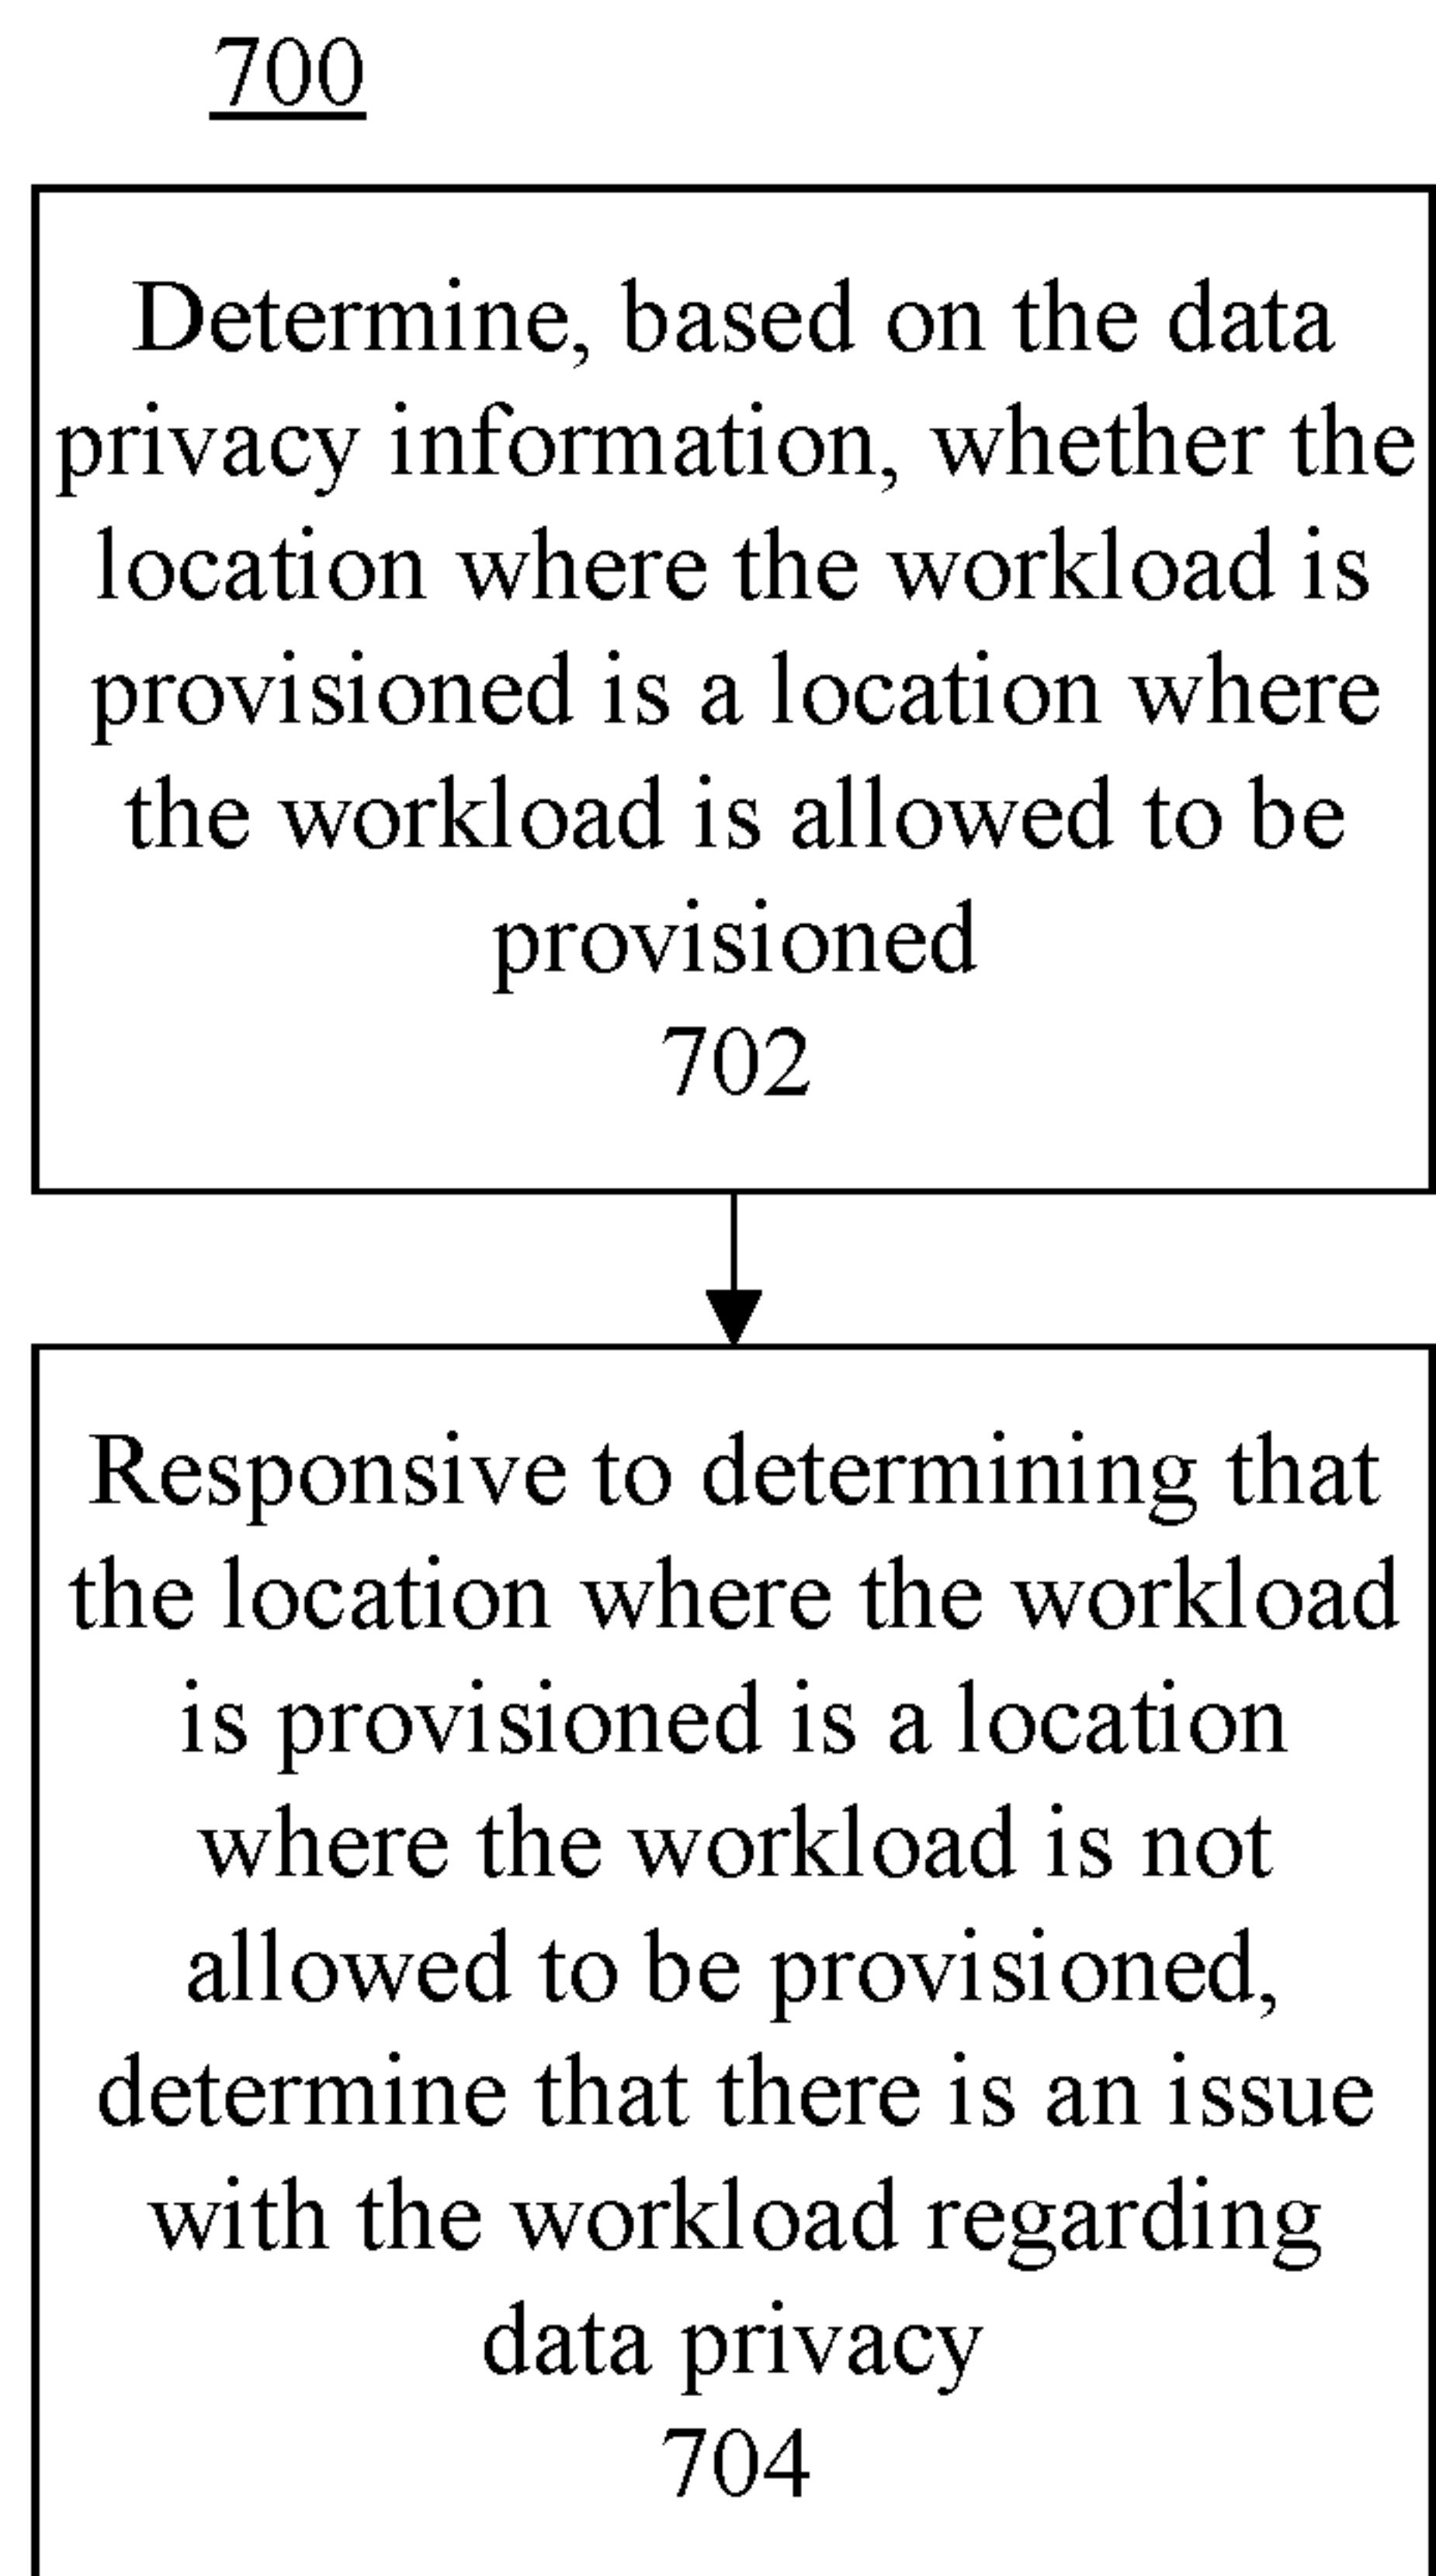 700
Determine, based on the data
privacy information, whether the
location where the workload is
provisioned is a location where
the workload is allowed to be
provisioned
702
Responsive to determining that
the location where the workload
is provisioned is a location
where the workload is not
allowed to be provisioned,
determine that there is an issue
with the workload regarding
data privacy
704